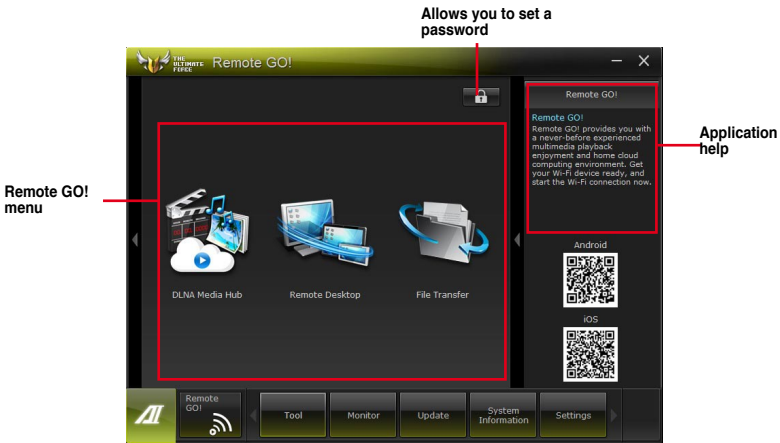 Allows you to set a
password
THE
ULTIMATE
FORCE
Remote GO!
Remote GO!
Remote GO!
Remote GO! provides you with
a never-before experienced
multimedia playback
enjoyment and home cloud
computing environment. Get
your Wi-Fi device ready, and
start the Wi-Fi connection now.
Application
help
Remote GO!
menu
DLNA Media Hub
Remote Desktop
File Transfer
Android
iOS
AI
Remote
GO!
Tool
Monitor
Update
System
Information
Settings